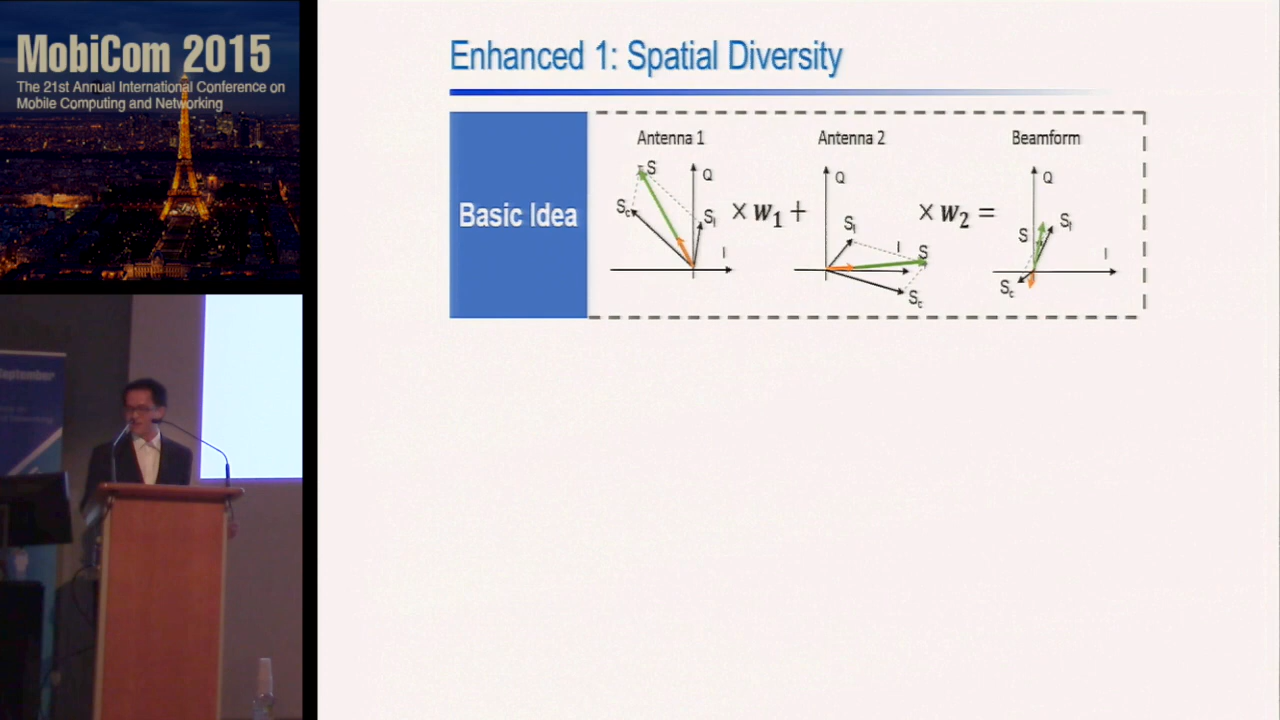 MobiCom 2015
The 21st Annual International Conference on
Mobile Computing and Networking
September
Enhanced 1: Spatial Diversity
Basic Idea
Antenna 1
S
Q
Sc
Sl
I
× w1 +
Antenna 2
Q
Sl
I
S
Sc
× w2 =
Beamform
Q
S
Sl
I
Sc